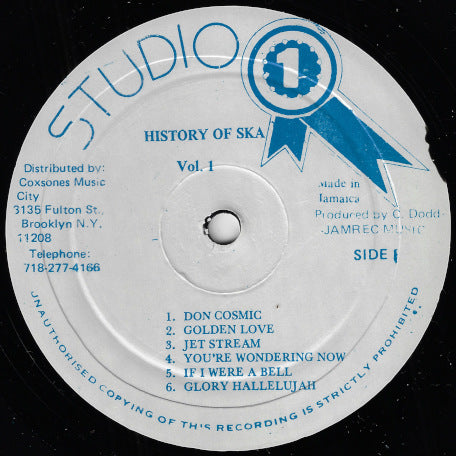 STUDIO 1
HISTORY OF SKA
Vol. 1
Distributed by:
Coxsones Music
City
3135 Fulton St.,
Brooklyn N.Y.
11208
Telephone:
718-277-4166
Made in
Jamaica
Produced by C. Dodd
JAMREC MUSIC
SIDE
1. DON COSMIC
2. GOLDEN LOVE
3. JET STREAM
4. YOU'RE WONDERING NOW
5. IF I WERE A BELL
6. GLORY HALLELUJAH
UNAUTHORISED COPYING OF THIS RECORDING IS STRICTLY PROHIBITED